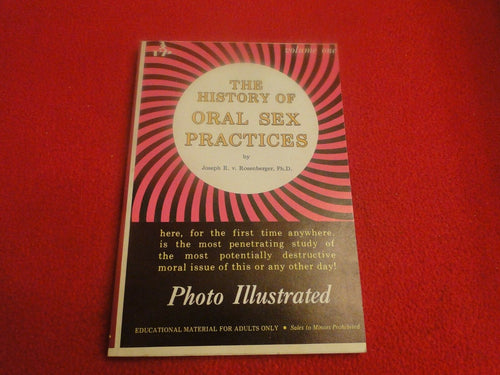 volume one
THE
HISTORY OF
ORAL SEX
PRACTICES
by
Joseph R. v. Rosenberger, Ph.D.
here, for the first time anywhere,
is the most penetrating study of
the most potentially destructive
moral issue of this or any other day!
Photo Illustrated
EDUCATIONAL MATERIAL FOR ADULTS ONLY • Sales to Minors Prohibited